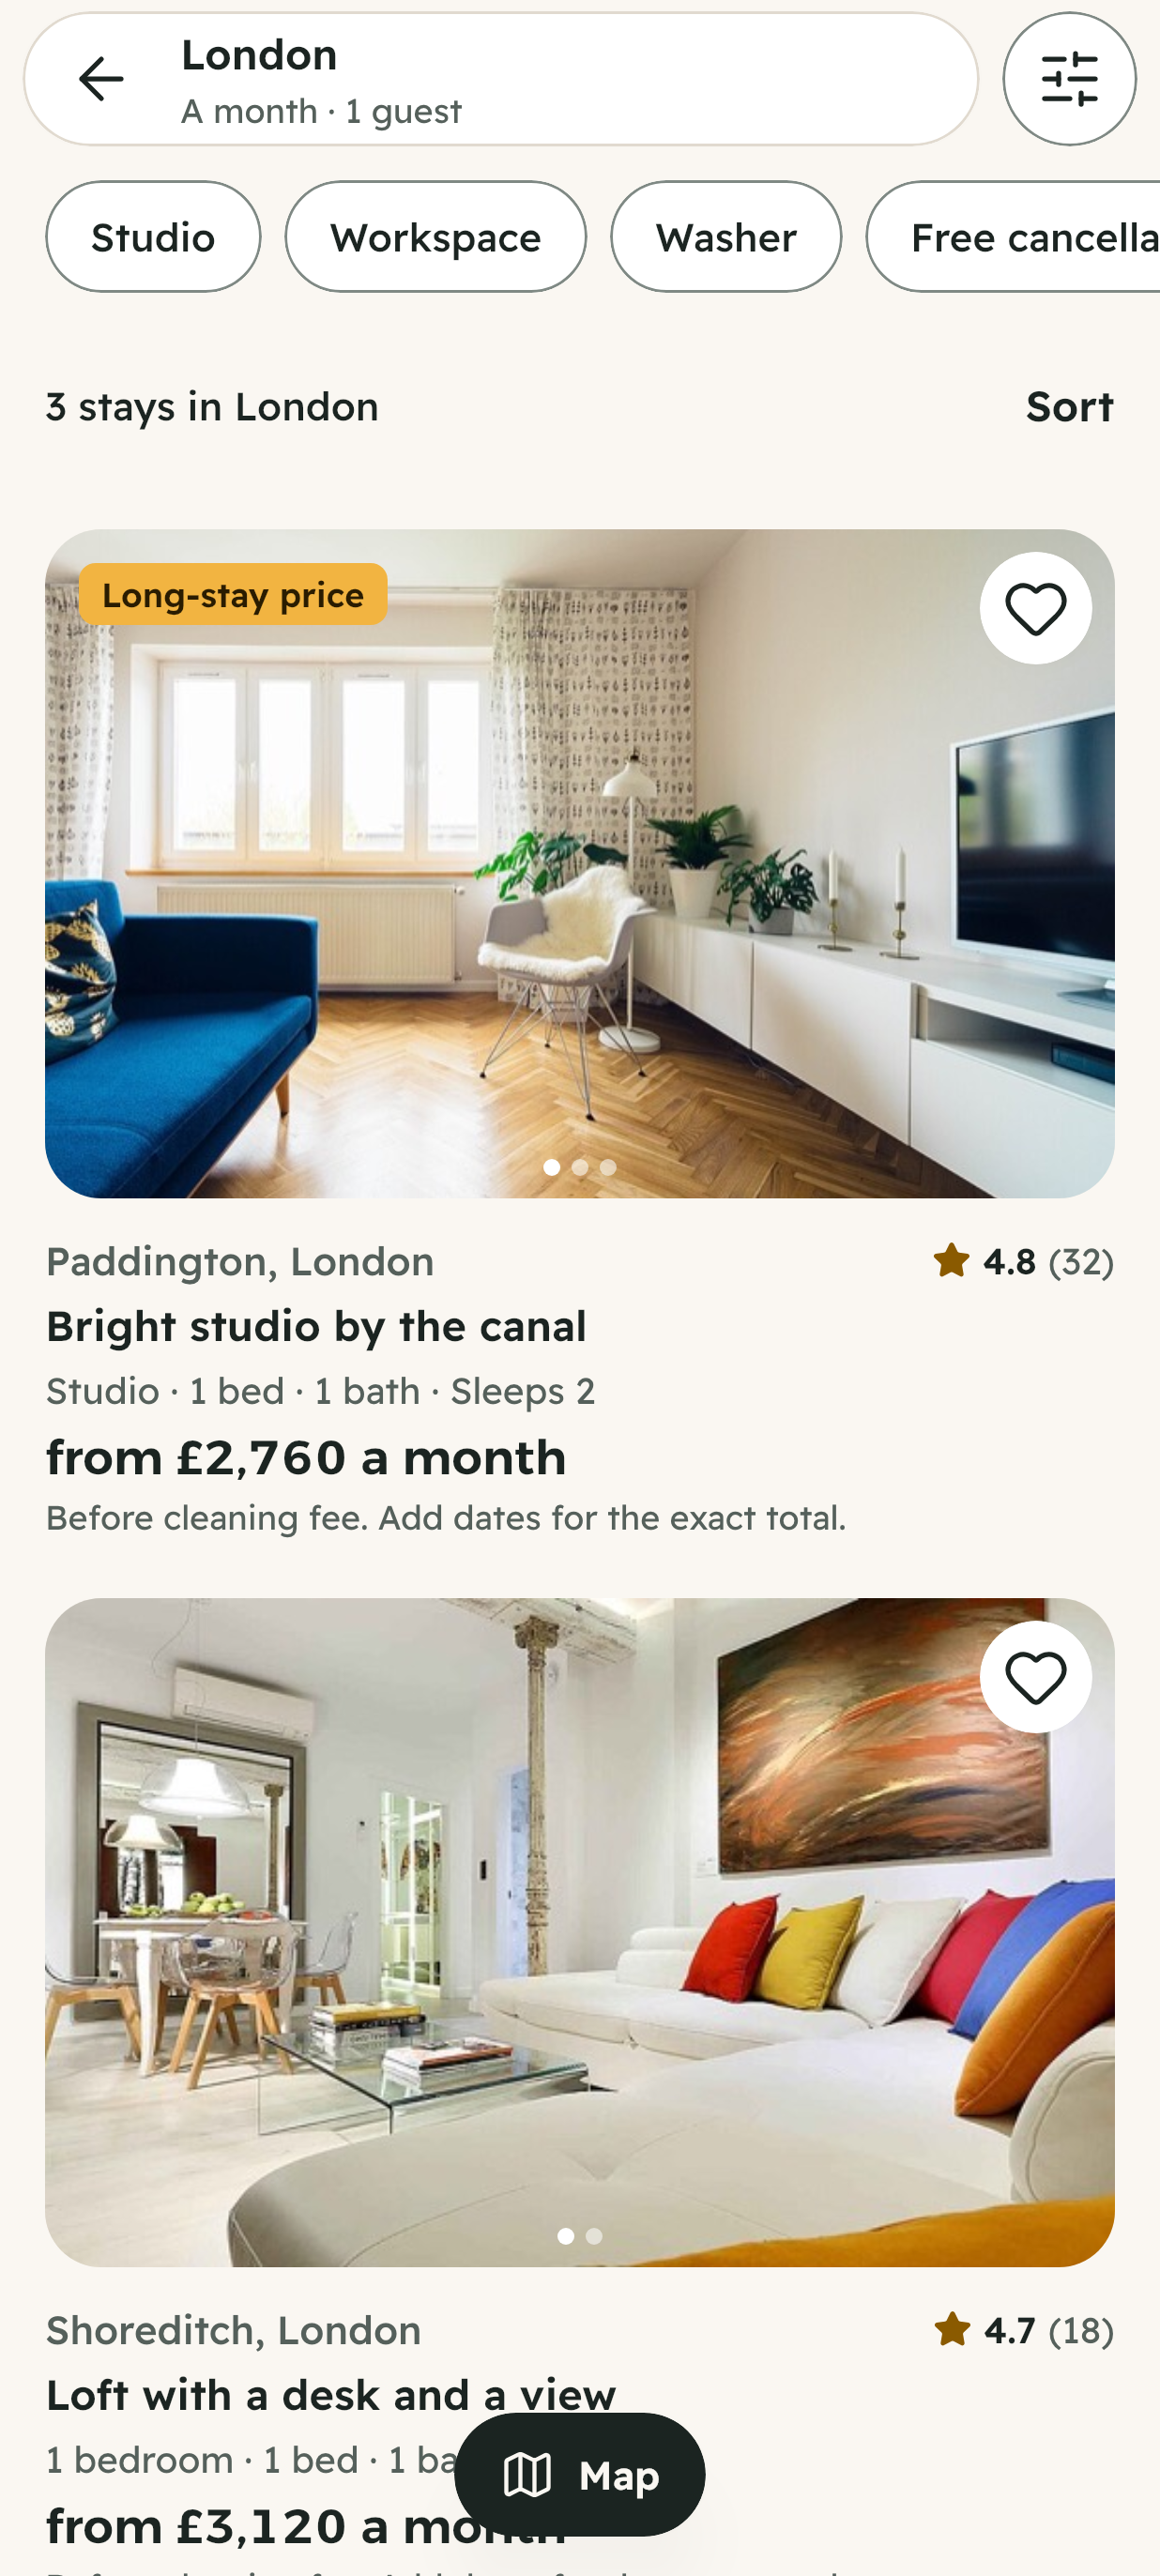 London
A month · 1 guest
Studio
Workspace
Washer
Free
3 stays in London
Sort
Long-stay price
Paddington, London
4.8 (32)
Bright studio by the canal
Studio · 1 bed · 1 bath · Sleeps 2
from £2,760 a month
Before cleaning fee. Add dates for the exact total.
Shoreditch, London
4.7 (18)
Loft with a desk and a view
1 bedroom · 1 bed · 1
Map
from £3,120 a month